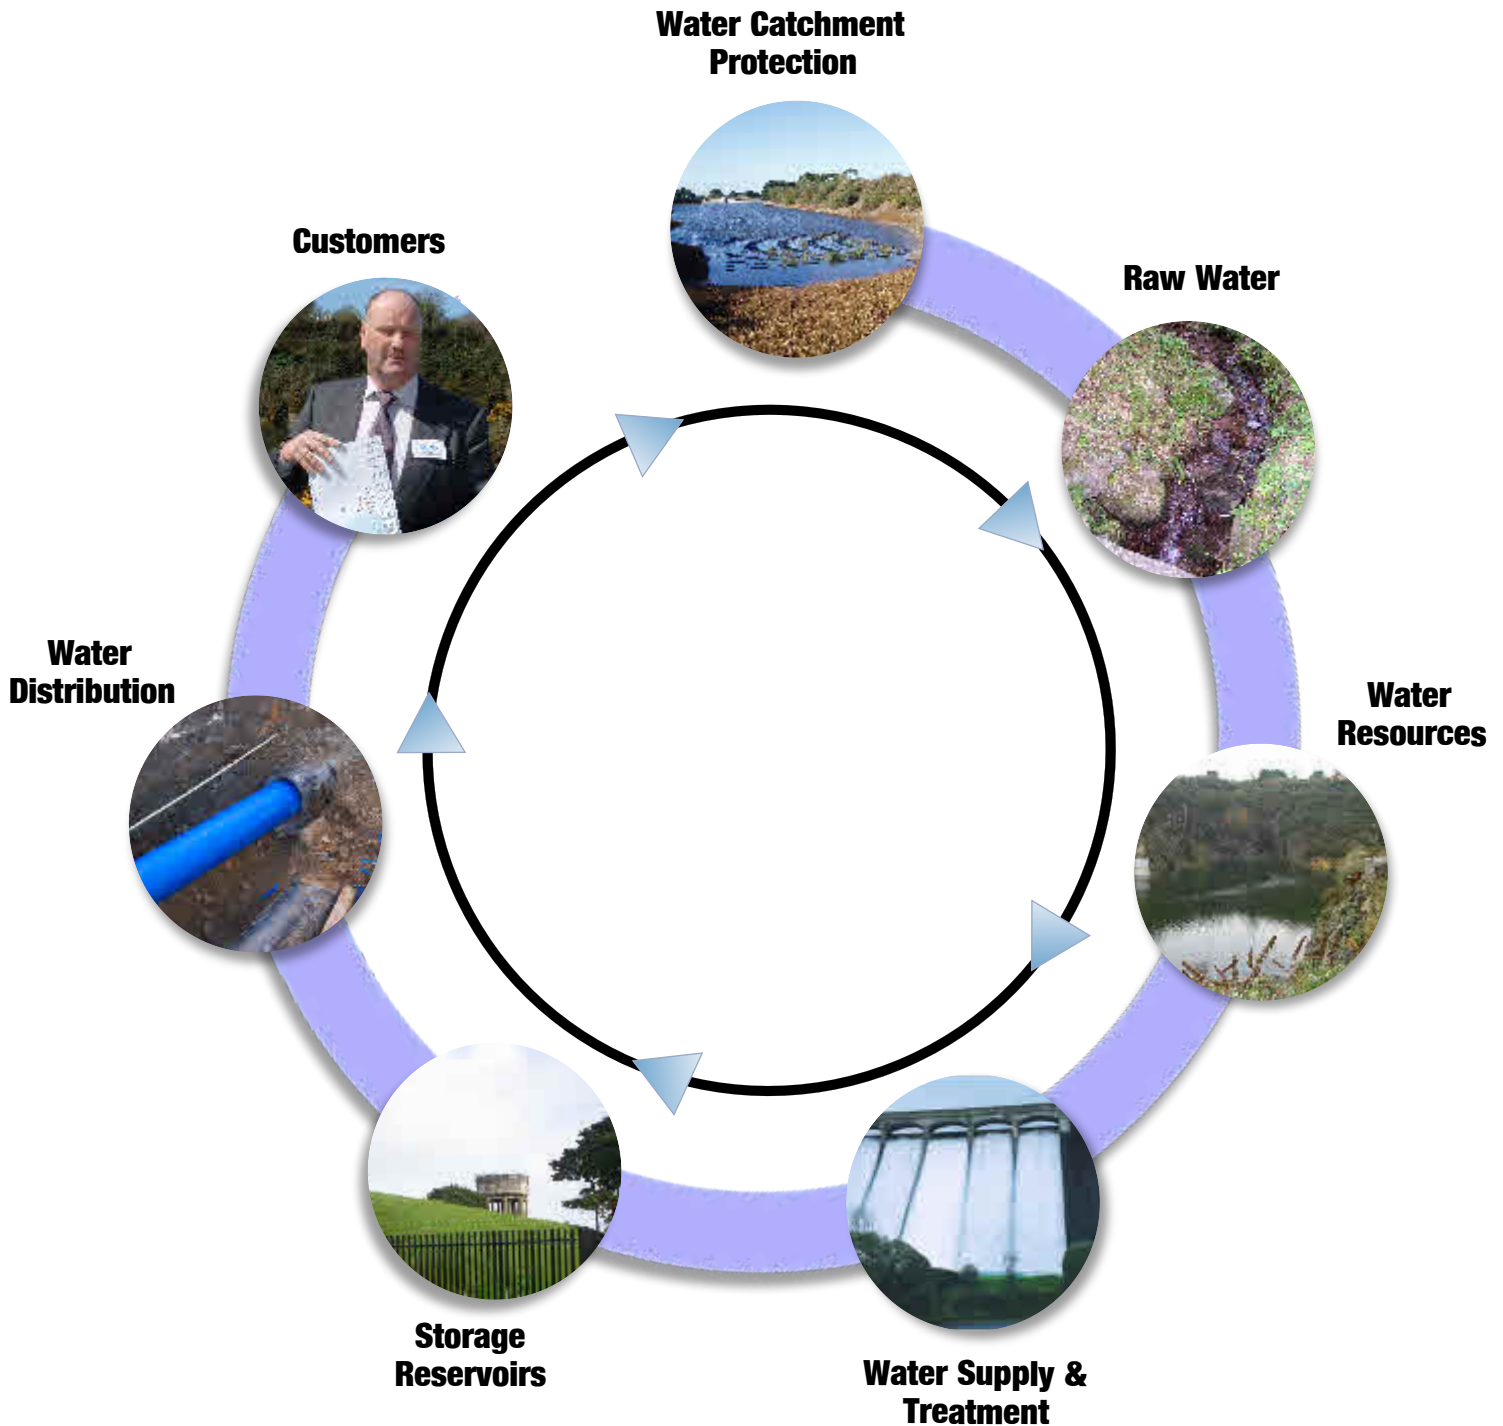 Water Catchment
Protection
Raw Water
Water
Resources
Water Supply &
Treatment
Storage
Reservoirs
Water
Distribution
Customers